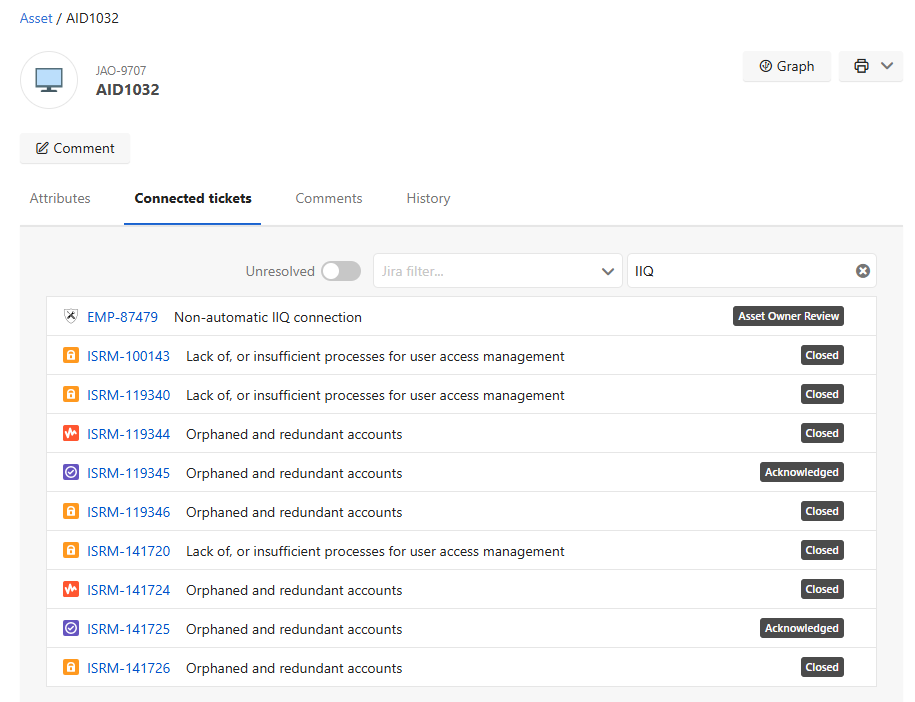 Asset / AID1032
JAO-9707
AID1032
Graph
Comment
Attributes Connected tickets Comments History
Unresolved Jira filter... IIQ
EMP-87479 Non-automatic IIQ connection Asset Owner Review
ISRM-100143 Lack of, or insufficient processes for user access management Closed
ISRM-119340 Lack of, or insufficient processes for user access management Closed
ISRM-119344 Orphaned and redundant accounts Closed
ISRM-119345 Orphaned and redundant accounts Acknowledged
ISRM-119346 Orphaned and redundant accounts Closed
ISRM-141720 Lack of, or insufficient processes for user access management Closed
ISRM-141724 Orphaned and redundant accounts Closed
ISRM-141725 Orphaned and redundant accounts Acknowledged
ISRM-141726 Orphaned and redundant accounts Closed